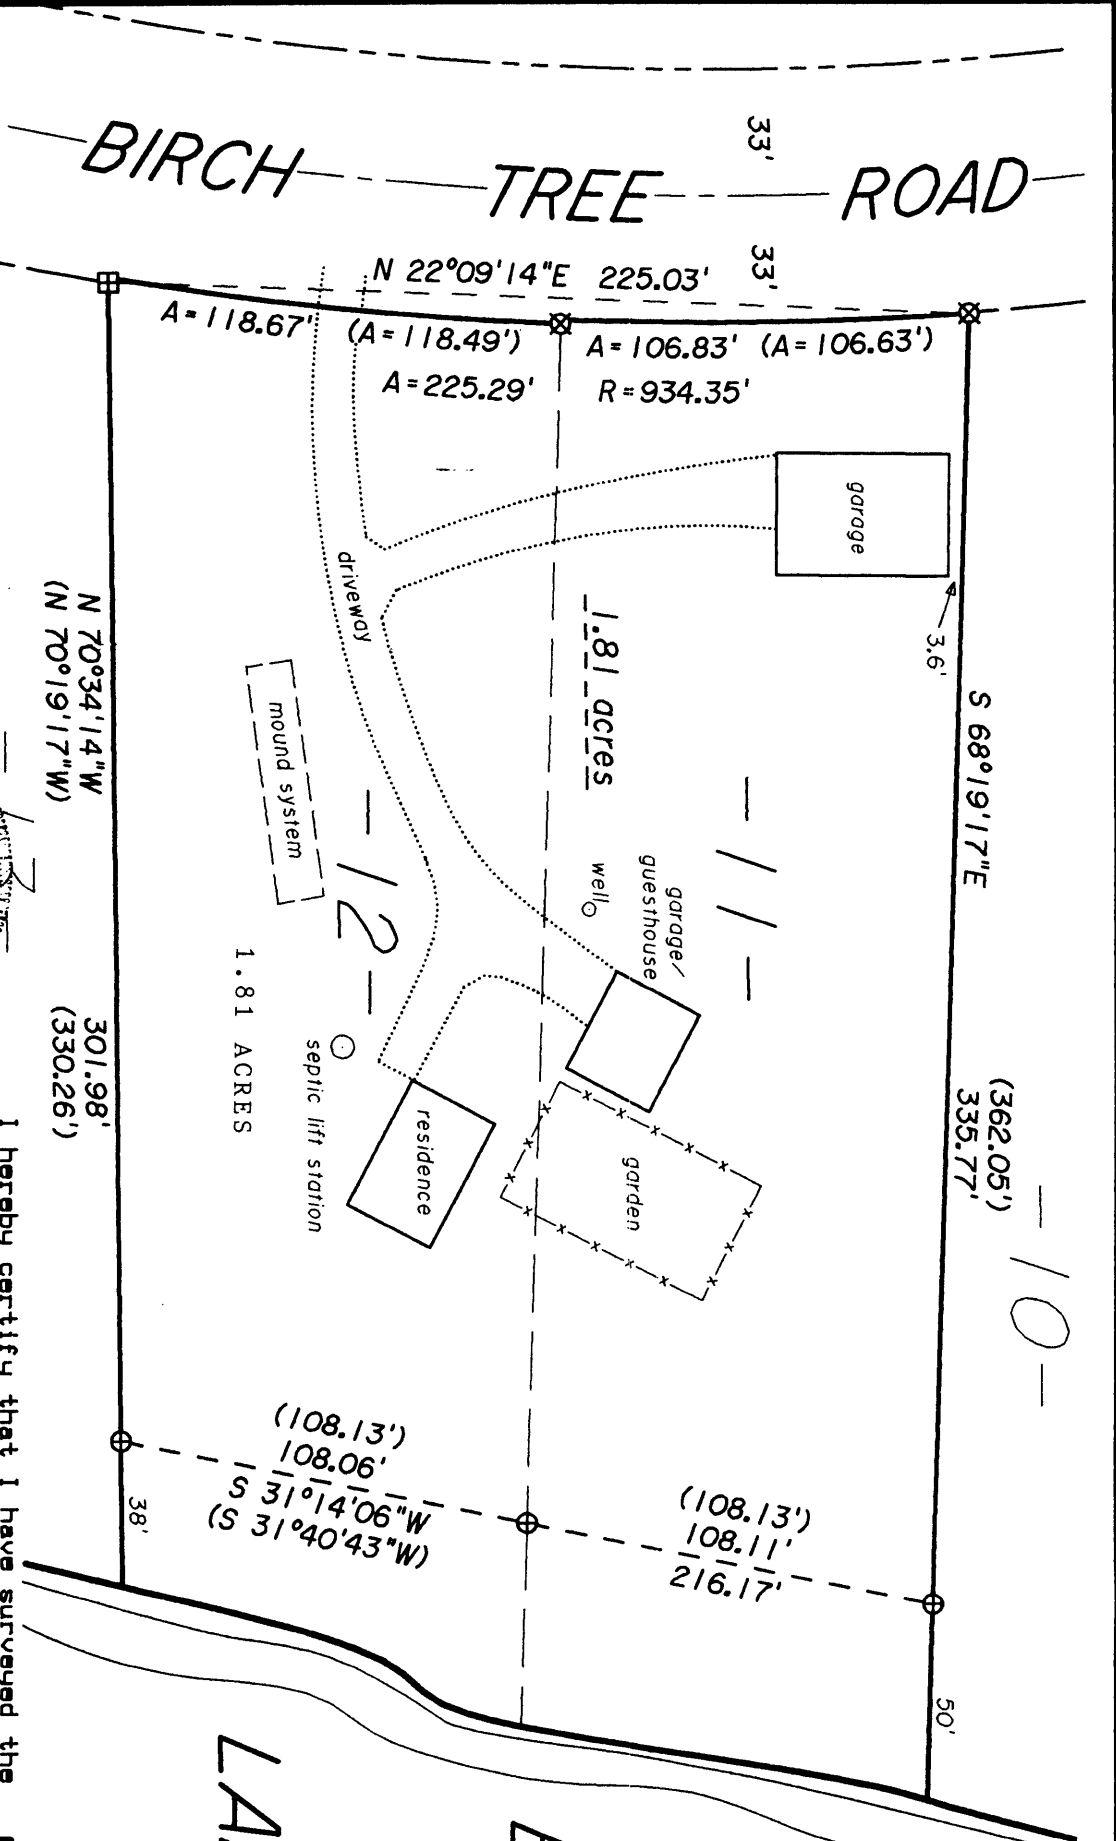 BIRCH TREE ROAD
33'
33'
N 22°09'14"E 225.03'
A=118.67' (A=118.49')
A=106.83' (A=106.63')
A=225.29' R=934.35'
garage
3.6'
driveway
1.81 acres
S 68°19'17"E
N 70°34'14"W
(N 70°19'17"W)
mound system
-11-
-12-
well
garage/
guesthouse
1.81 ACRES
septic lift station
residence
garden
301.98'
(330.26')
(362.05')
335.77'
-10-
(108.13')
108.06'
S 31°14'06"W
(S 31°40'43"W)
(108.13')
108.11'
216.17'
38'
50'
I hereby certify that I have surveyed the